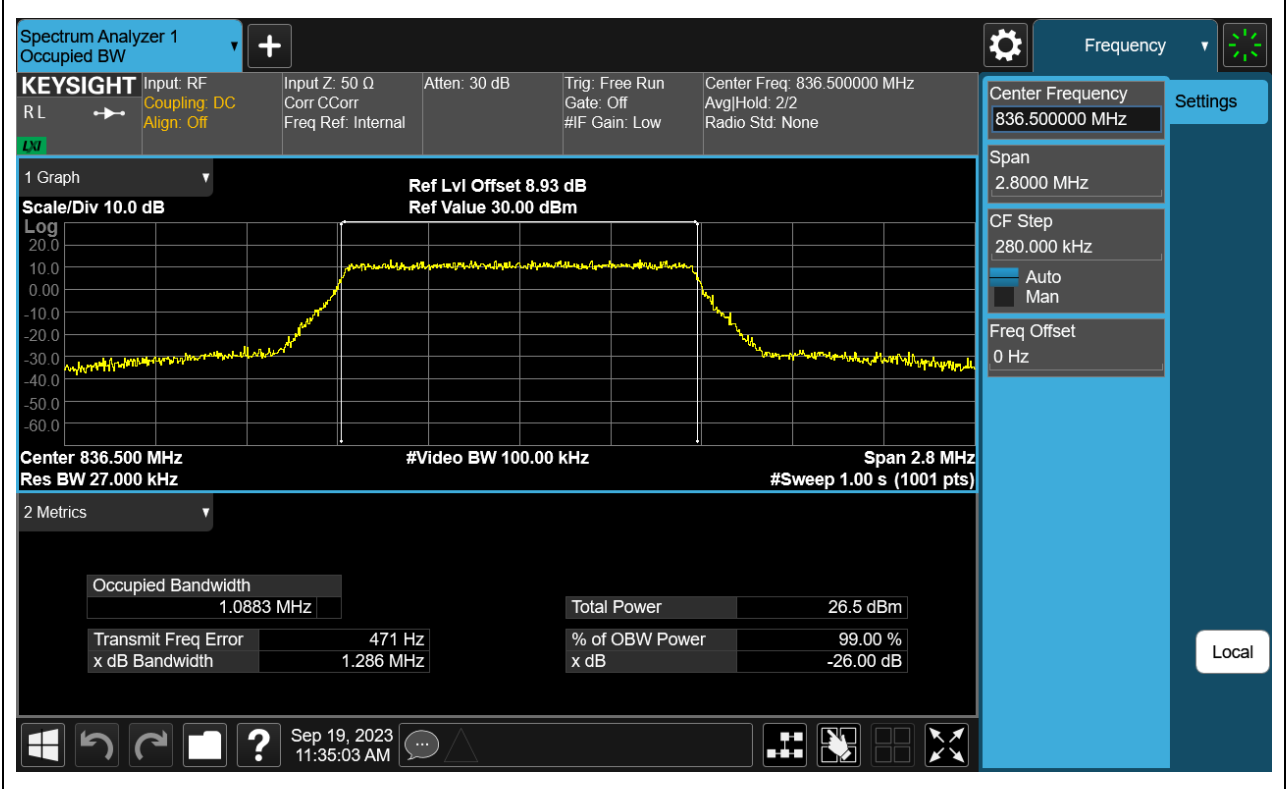 Spectrum Analyzer 1
Occupied BW
Frequency
KEYSIGHT
R L
LXI
Input: RF
Coupling: DC
Align: Off
Input Z: 50 Ω
Corr CCorr
Freq Ref: Internal
Atten: 30 dB
Trig: Free Run
Gate: Off
#IF Gain: Low
Center Freq: 836.500000 MHz
Avg|Hold: 2/2
Radio Std: None
Center Frequency
836.500000 MHz
Settings
Span
2.8000 MHz
CF Step
280.000 kHz
Auto
Man
Freq Offset
0 Hz
Local
1 Graph
Scale/Div 10.0 dB
Ref Lvl Offset 8.93 dB
Ref Value 30.00 dBm
Log
20.0
10.0
0.00
-10.0
-20.0
-30.0
-40.0
-50.0
-60.0
Center 836.500 MHz
#Video BW 100.00 kHz
Span 2.8 MHz
Res BW 27.000 kHz
#Sweep 1.00 s (1001 pts)
2 Metrics
Occupied Bandwidth
1.0883 MHz
Total Power 26.5 dBm
Transmit Freq Error 471 Hz
% of OBW Power 99.00 %
x dB Bandwidth 1.286 MHz
x dB -26.00 dB
?
Sep 19, 2023
11:35:03 AM